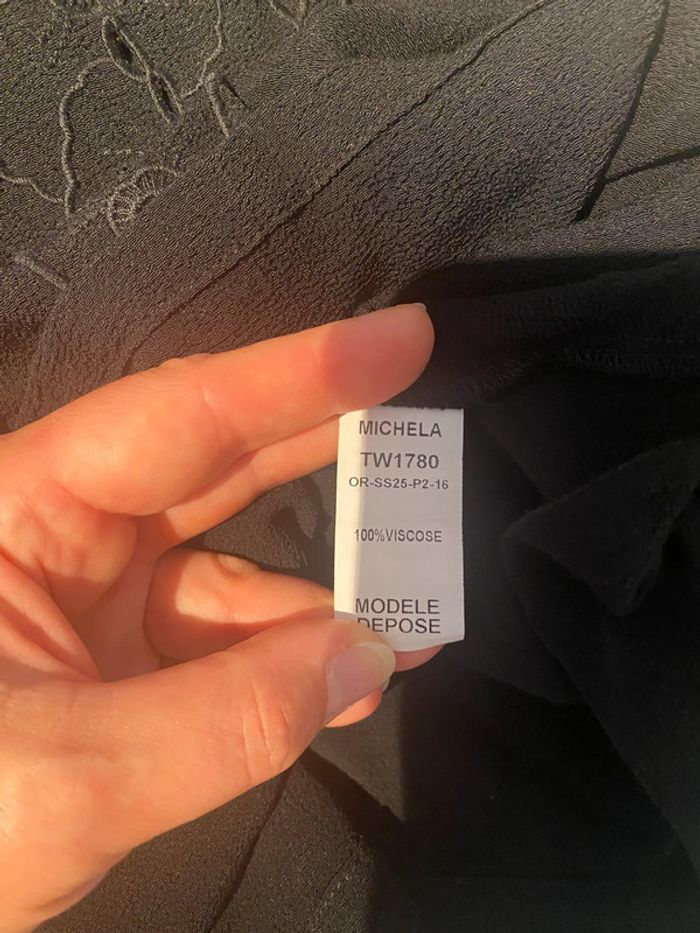 MICHELA
TW1780
OR-SS25-P2-16
100%VISCOSE
MODELE
DEPOSE